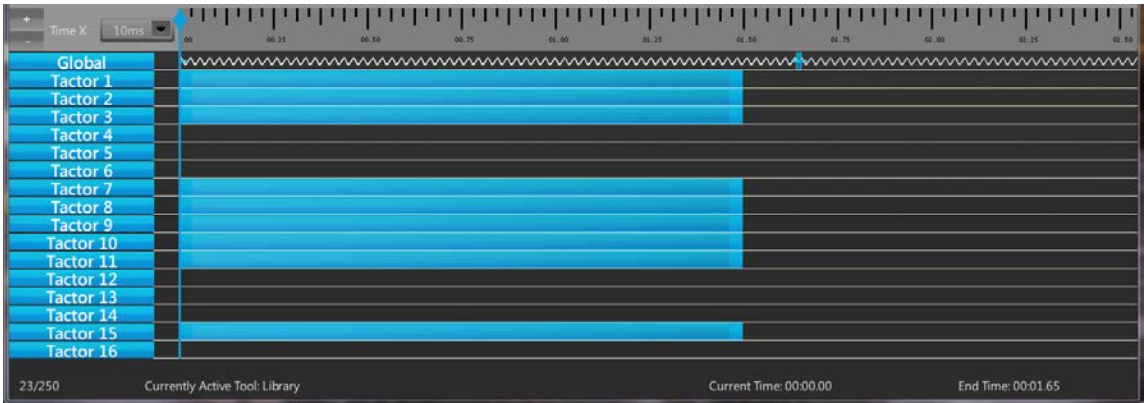 +
Time X 10ms
-
.00 00.25 00.50 00.75 01.00 01.25 01.50 01.75 02.00 02.25 02.50
Global
Tactor 1
Tactor 2
Tactor 3
Tactor 4
Tactor 5
Tactor 6
Tactor 7
Tactor 8
Tactor 9
Tactor 10
Tactor 11
Tactor 12
Tactor 13
Tactor 14
Tactor 15
Tactor 16
23/250 Currently Active Tool: Library Current Time: 00:00.00 End Time: 00:01.65